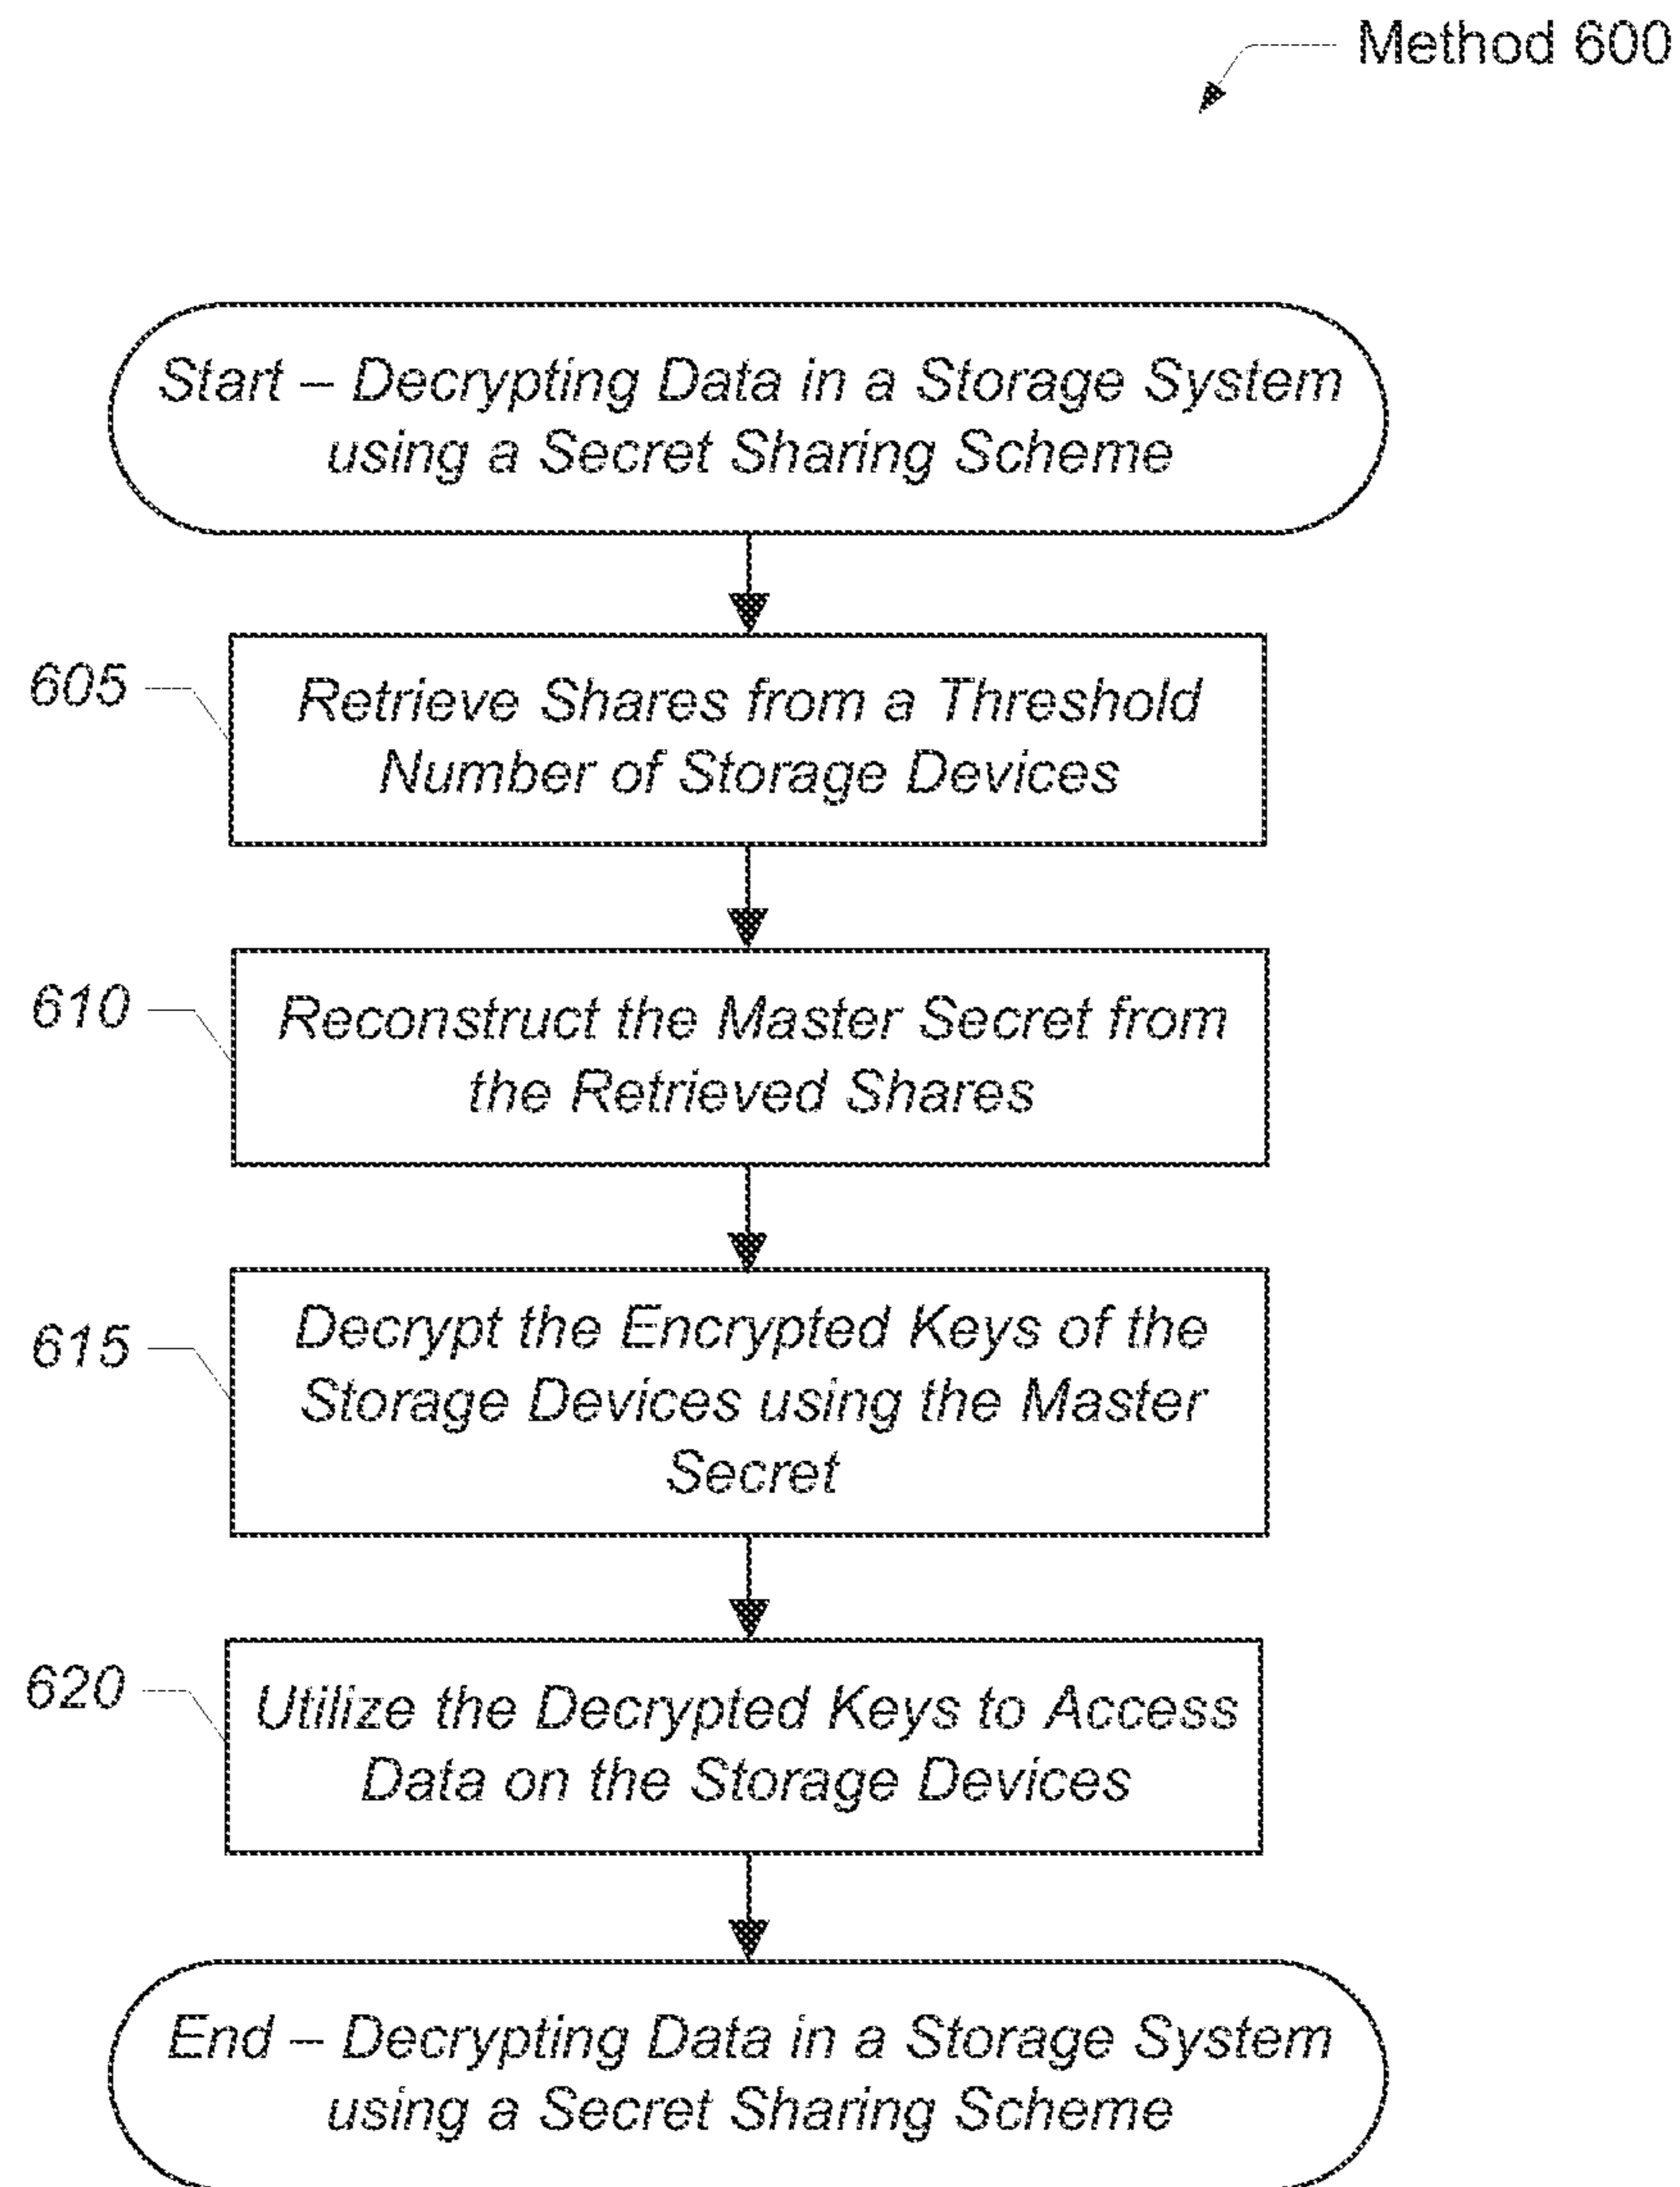 Method 600
Start – Decrypting Data in a Storage System
using a Secret Sharing Scheme
605
Retrieve Shares from a Threshold
Number of Storage Devices
610
Reconstruct the Master Secret from
the Retrieved Shares
615
Decrypt the Encrypted Keys of the
Storage Devices using the Master
Secret
620
Utilize the Decrypted Keys to Access
Data on the Storage Devices
End – Decrypting Data in a Storage System
using a Secret Sharing Scheme